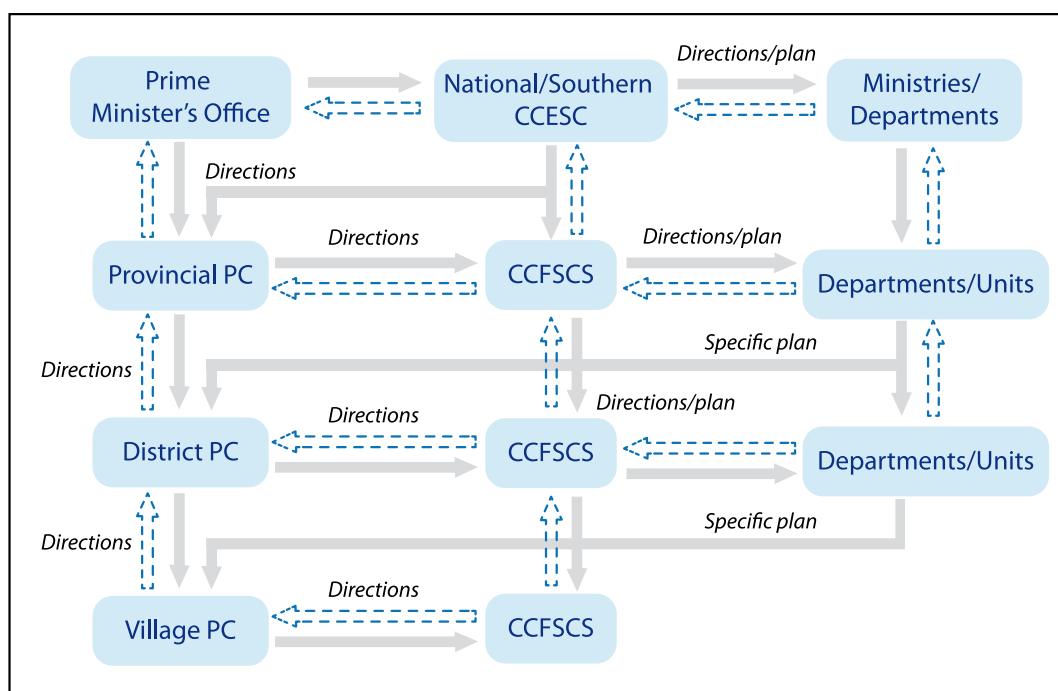 Directions/plan
Prime
Minister's Office
National/Southern
CCESC
Ministries/
Departments
Directions
Directions
Directions/plan
Provincial PC
CCFSCS
Departments/Units
Specific plan
Directions
Directions
Directions/plan
District PC
CCFSCS
Departments/Units
Specific plan
Directions
Directions
Village PC
CCFSCS